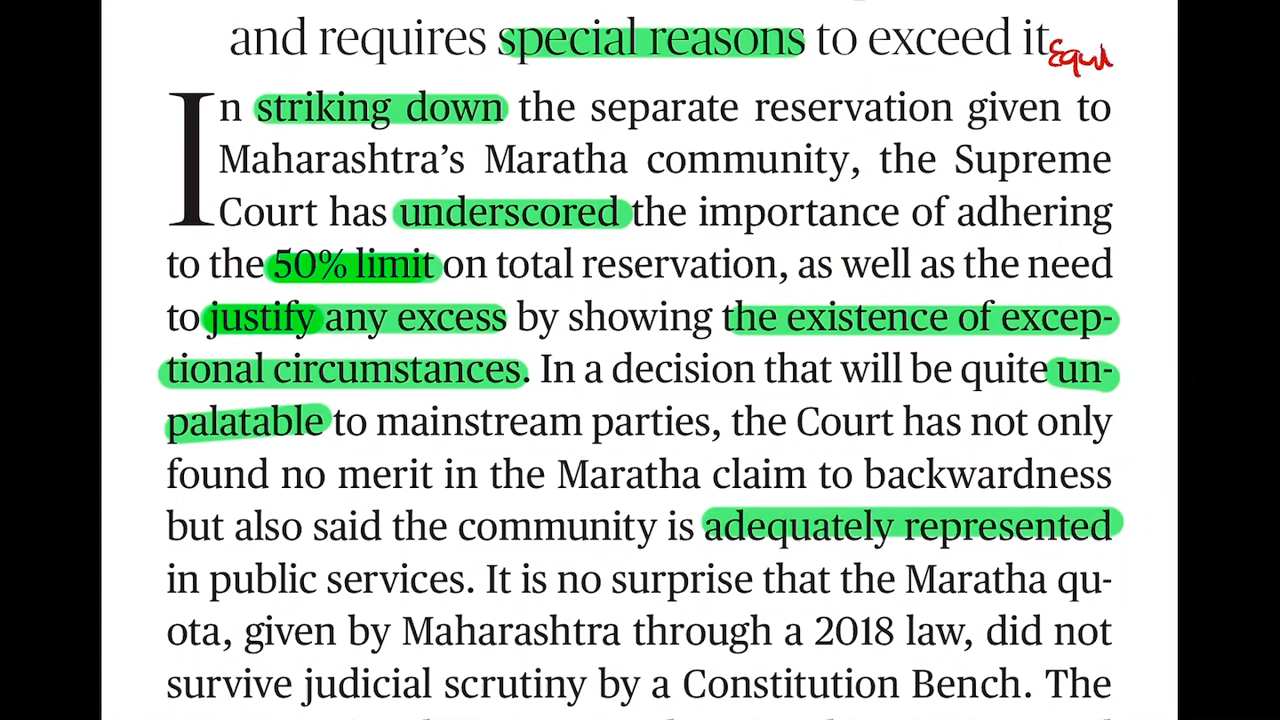 and requires special reasons to exceed it
In striking down the separate reservation given to
Maharashtra’s Maratha community, the Supreme
Court has underscored the importance of adhering
to the 50% limit on total reservation, as well as the need
to justify any excess by showing the existence of excep-
tional circumstances. In a decision that will be quite un-
palatable to mainstream parties, the Court has not only
found no merit in the Maratha claim to backwardness
but also said the community is adequately represented
in public services. It is no surprise that the Maratha qu-
ota, given by Maharashtra through a 2018 law, did not
survive judicial scrutiny by a Constitution Bench. The